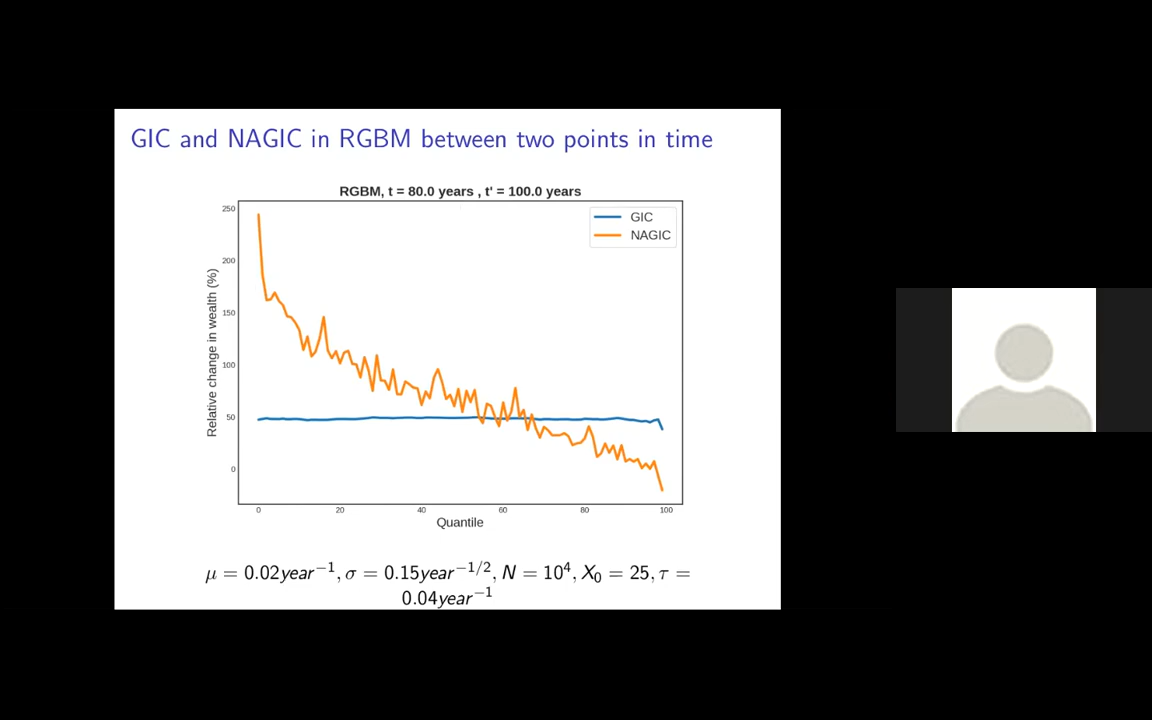 GIC and NAGIC in RGBM between two points in time
RGBM, t = 80.0 years , t' = 100.0 years
GIC
NAGIC
250
200
150
100
50
0
Relative change in wealth (%)
0 20 40 60 80 100
Quantile
μ = 0.02year⁻¹, σ = 0.15year⁻¹/², N = 10⁴, X₀ = 25, τ =
0.04year⁻¹